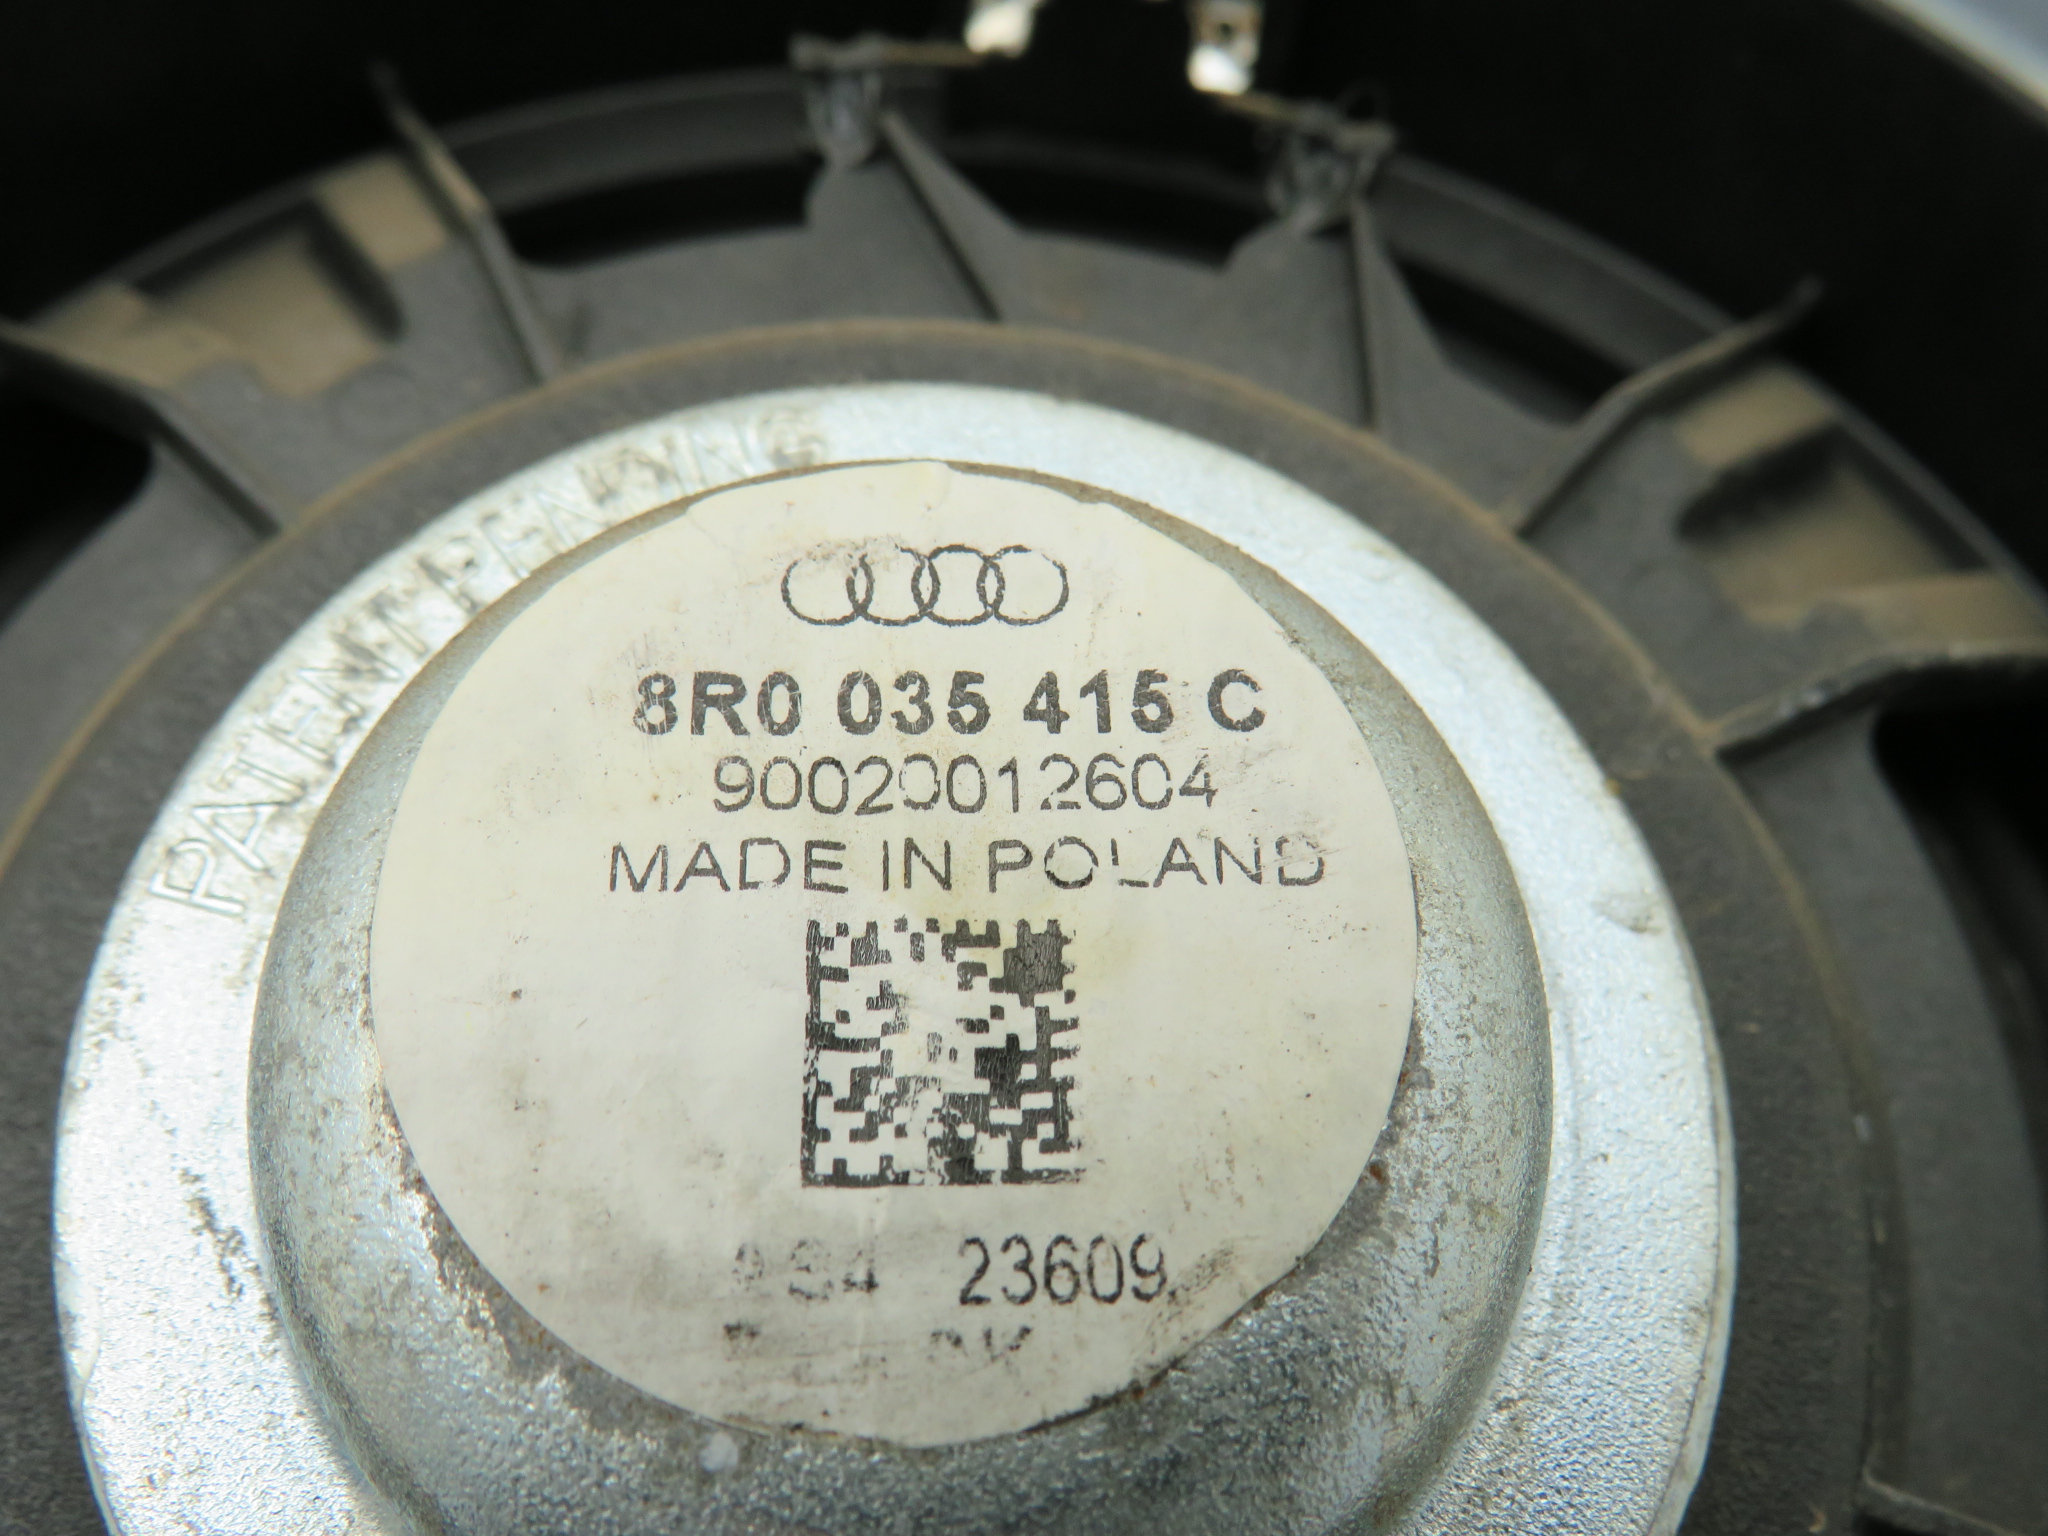 PATENT PENDING
8R0 035 415 C
90020012604
MADE IN POLAND
23609